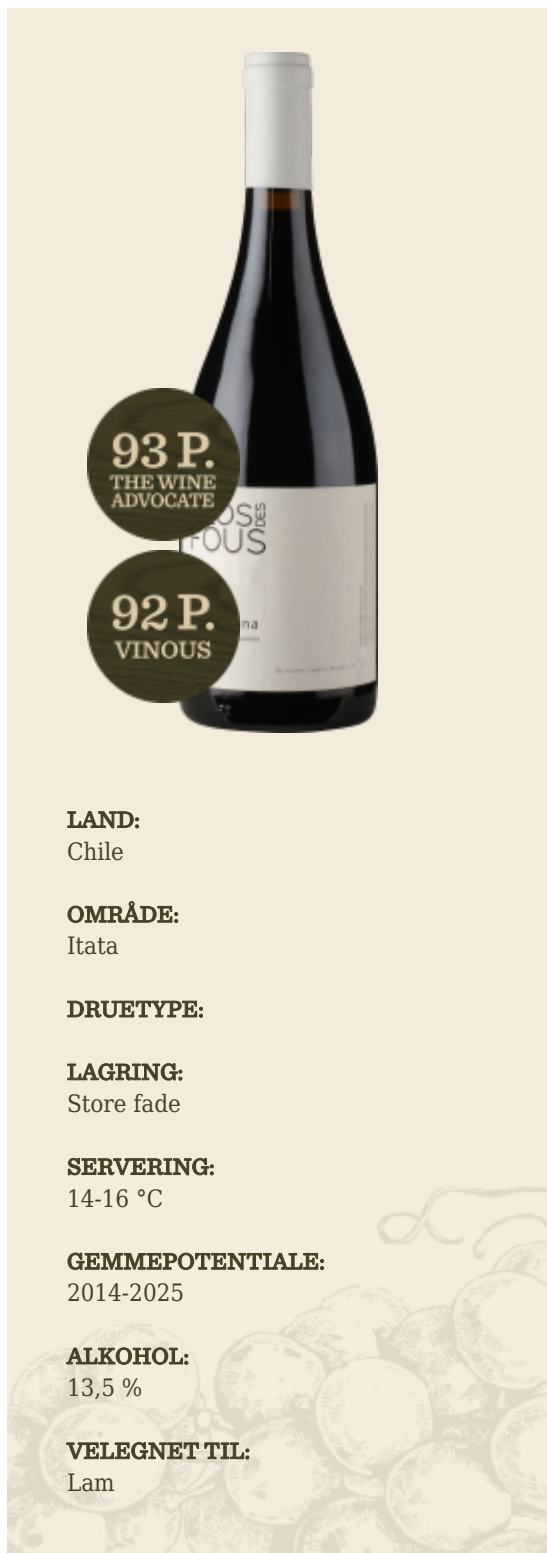 93 P.
THE WINE
ADVOCATE
DES
FOUS
92 P.
VINOUS
LAND:
Chile
OMRÅDE:
Itata
DRUETYPE:
LAGRING:
Store fade
SERVERING:
14-16 °C
GEMMEPOTENTIALE:
2014-2025
ALKOHOL:
13,5 %
VELEGNET TIL:
Lam